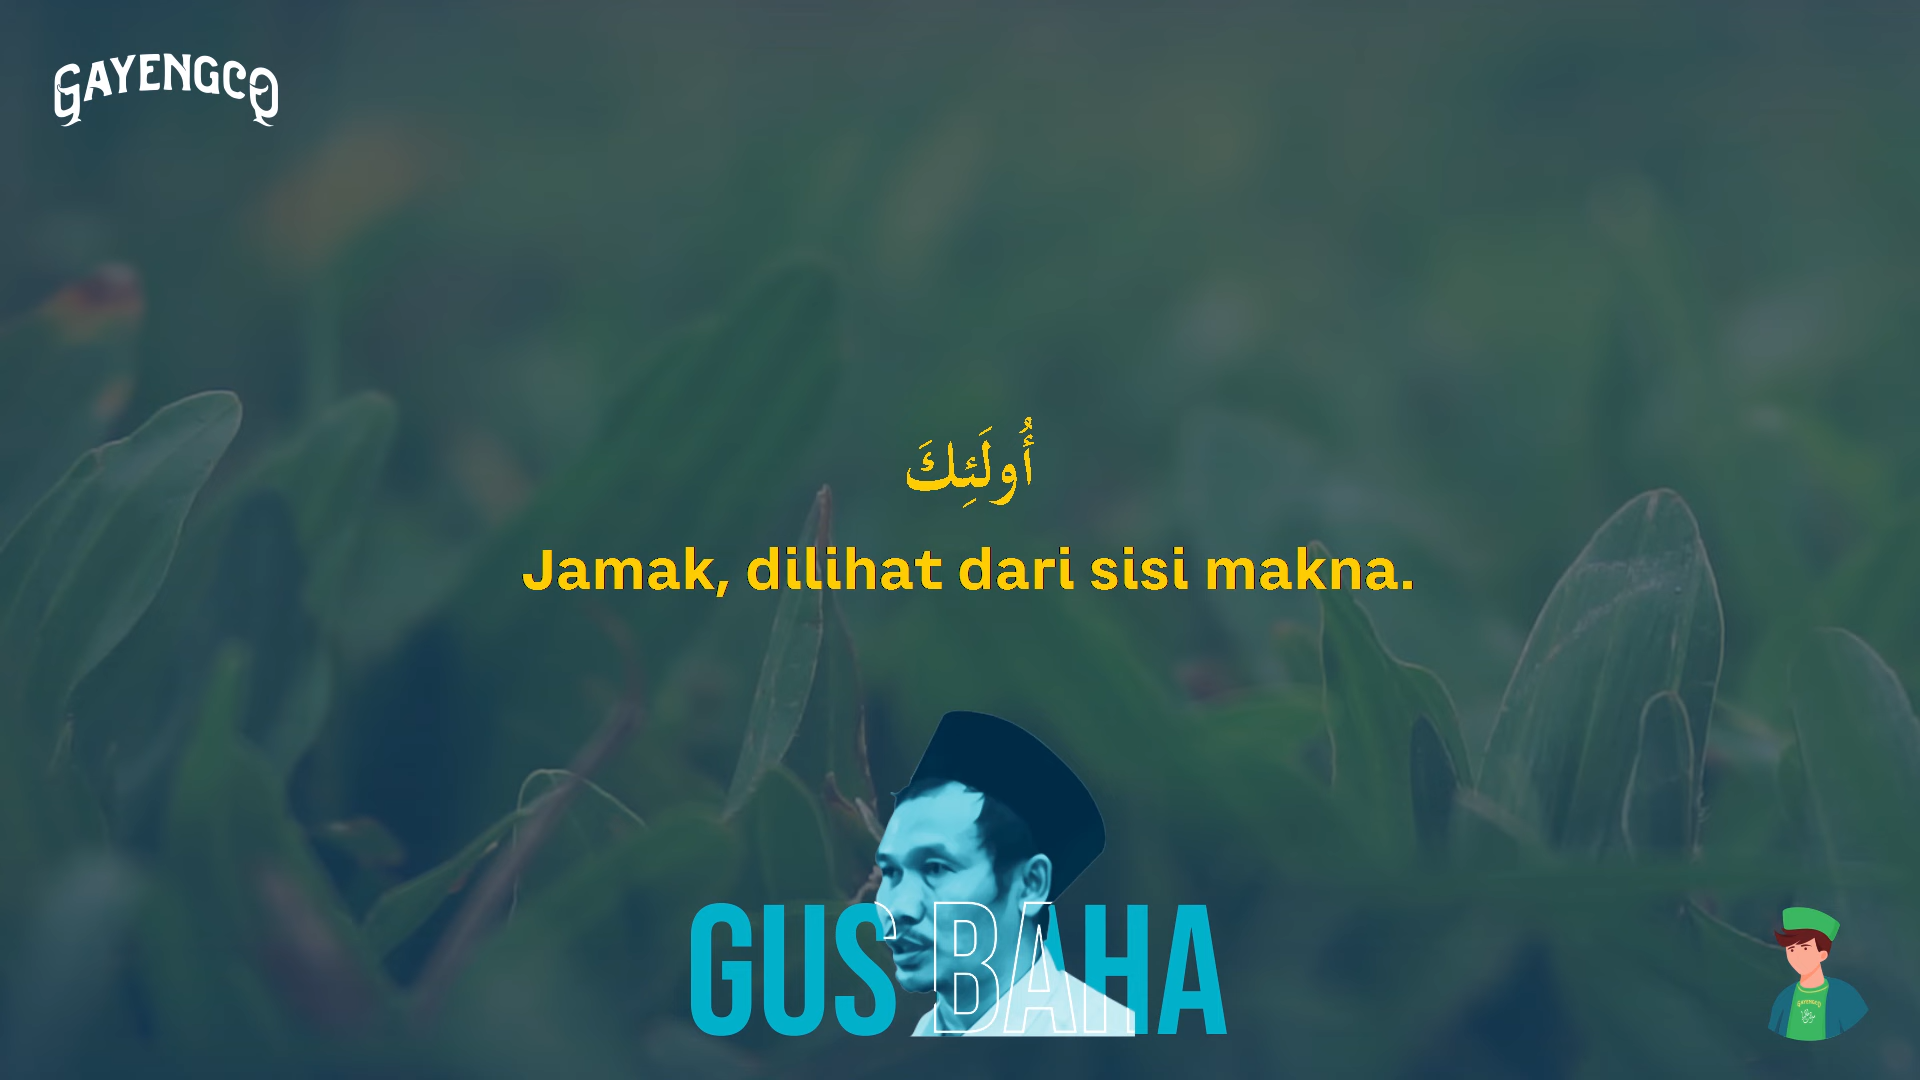 GAYENGCO
أُولَئِكَ
Jamak, dilihat dari sisi makna.
GUS BAHA